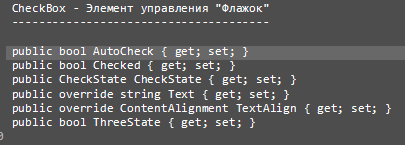 CheckBox - Элемент управления "Флажок"
---------------------------------------
public bool AutoCheck { get; set; }
public bool Checked { get; set; }
public CheckState CheckState { get; set; }
public override string Text { get; set; }
public override ContentAlignment TextAlign { get; set; }
public bool ThreeState { get; set; }